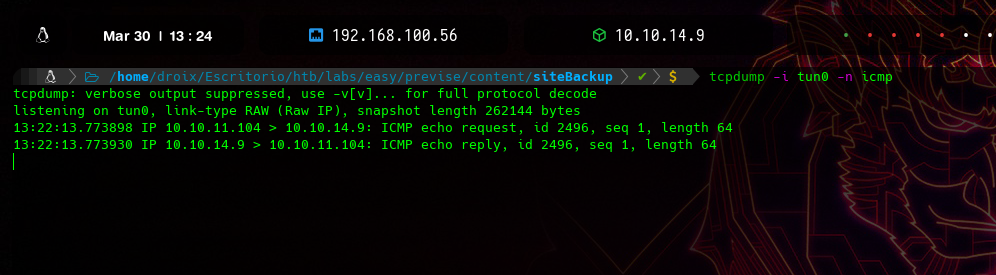 Mar 30 | 13 : 24
192.168.100.56
10.10.14.9
/home/droix/Escritorio/htb/labs/easy/previse/content/siteBackup ✔ $ tcpdump -i tun0 -n icmp
tcpdump: verbose output suppressed, use -v[v]... for full protocol decode
listening on tun0, link-type RAW (Raw IP), snapshot length 262144 bytes
13:22:13.773898 IP 10.10.11.104 > 10.10.14.9: ICMP echo request, id 2496, seq 1, length 64
13:22:13.773930 IP 10.10.14.9 > 10.10.11.104: ICMP echo reply, id 2496, seq 1, length 64